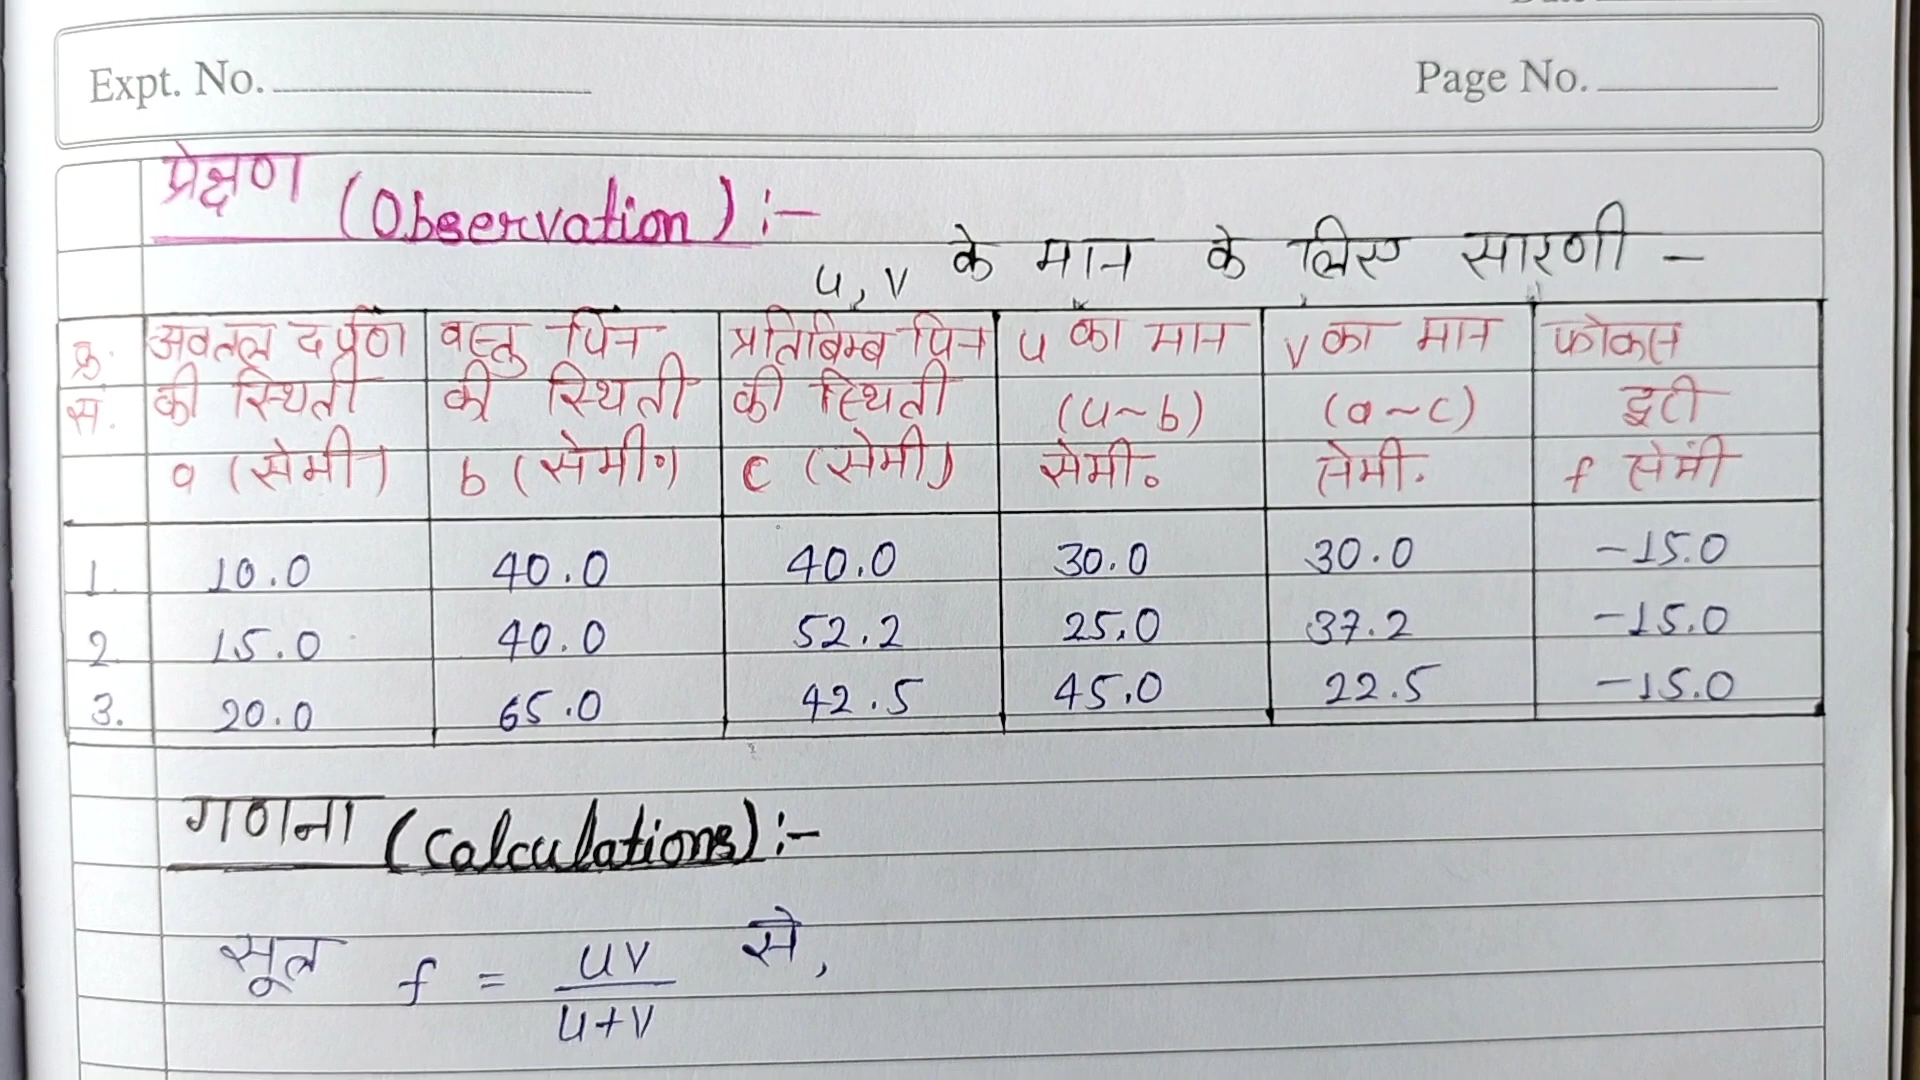 Expt. No.
Page No.
प्रेक्षण (Observation) :-
u, v के मान के लिए सारणी -
क्र. स. | अवतल दर्पण की स्थिती a (सेमी) | वस्तु पिन की स्थिती b (सेमी०) | प्रतिबिम्ब पिन की स्थिती c (सेमी) | u का मान (u~b) सेमी० | v का मान (a~c) सेमी. | फोकस दूरी f सेमी
1. 10.0 40.0 40.0 30.0 30.0 -15.0
2. 15.0 40.0 52.2 25.0 37.2 -15.0
3. 20.0 65.0 42.5 45.0 22.5 -15.0
गणना (Calculations) :-
सूत्र f = uv / u+v से,